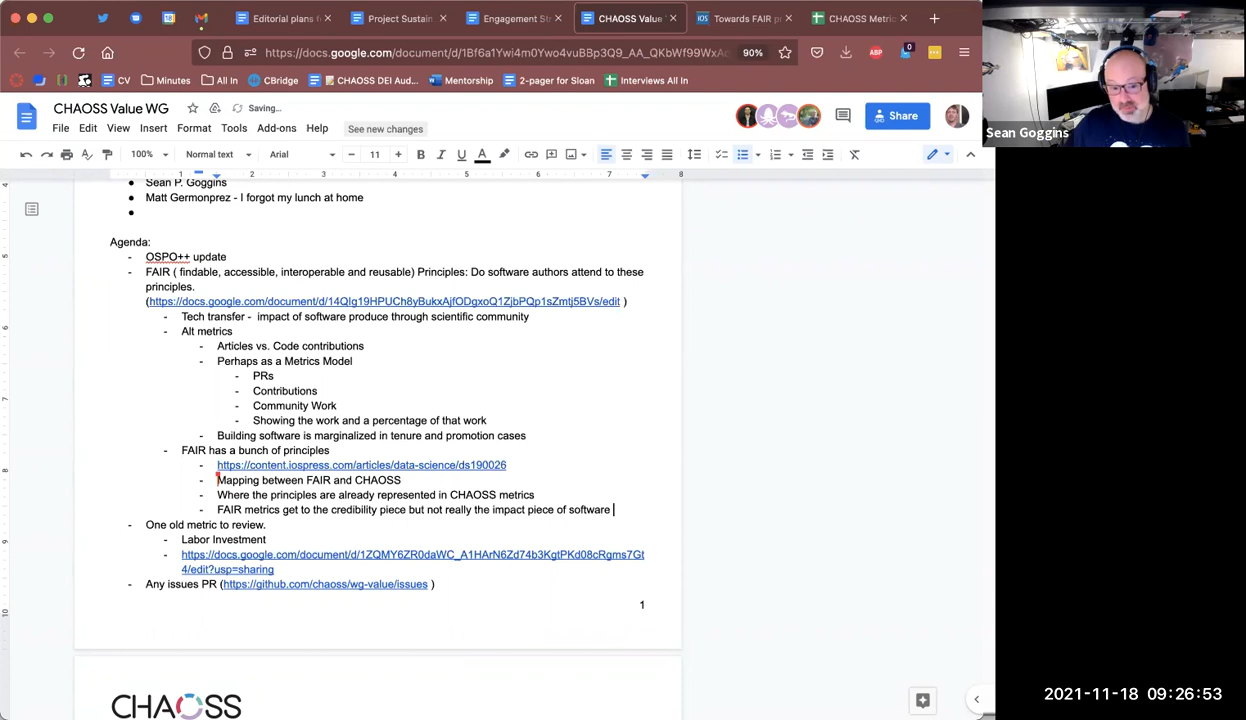 Editorial plans f
Project Sustain
Engagement Str
CHAOSS Value
Towards FAIR p
CHAOSS Metric
https://docs.google.com/document/d/1Bf6a1Ywi4m0Ywo4vuBBp3Q9_AA_QKbWf99WxAc
90%
ABP
0
CV
Minutes
All In
CBridge
CHAOSS DEI Aud...
Mentorship
2-pager for Sloan
Interviews All In
CHAOSS Value WG
Saving...
File Edit View Insert Format Tools Add-ons Help
See new changes
Share
Sean Goggins
100%
Normal text
Arial
11
Sean P. Goggins
Matt Germonprez - I forgot my lunch at home
Agenda:
- OSPO++ update
- FAIR ( findable, accessible, interoperable and reusable) Principles: Do software authors attend to these
principles.
(https://docs.google.com/document/d/14QIg19HPUCh8yBukxAjfODgxoQ1ZjbPQp1sZmtj5BVs/edit )
- Tech transfer - impact of software produce through scientific community
- Alt metrics
- Articles vs. Code contributions
- Perhaps as a Metrics Model
- PRs
- Contributions
- Community Work
- Showing the work and a percentage of that work
- Building software is marginalized in tenure and promotion cases
- FAIR has a bunch of principles
- https://content.iospress.com/articles/data-science/ds190026
- Mapping between FAIR and CHAOSS
- Where the principles are already represented in CHAOSS metrics
- FAIR metrics get to the credibility piece but not really the impact piece of software
- One old metric to review.
- Labor Investment
- https://docs.google.com/document/d/1ZQMY6ZR0daWC_A1HArN6Zd74b3KgtPKd08cRgms7Gt
4/edit?usp=sharing
- Any issues PR (https://github.com/chaoss/wg-value/issues )
1
CHAOSS
2021-11-18 09:26:53